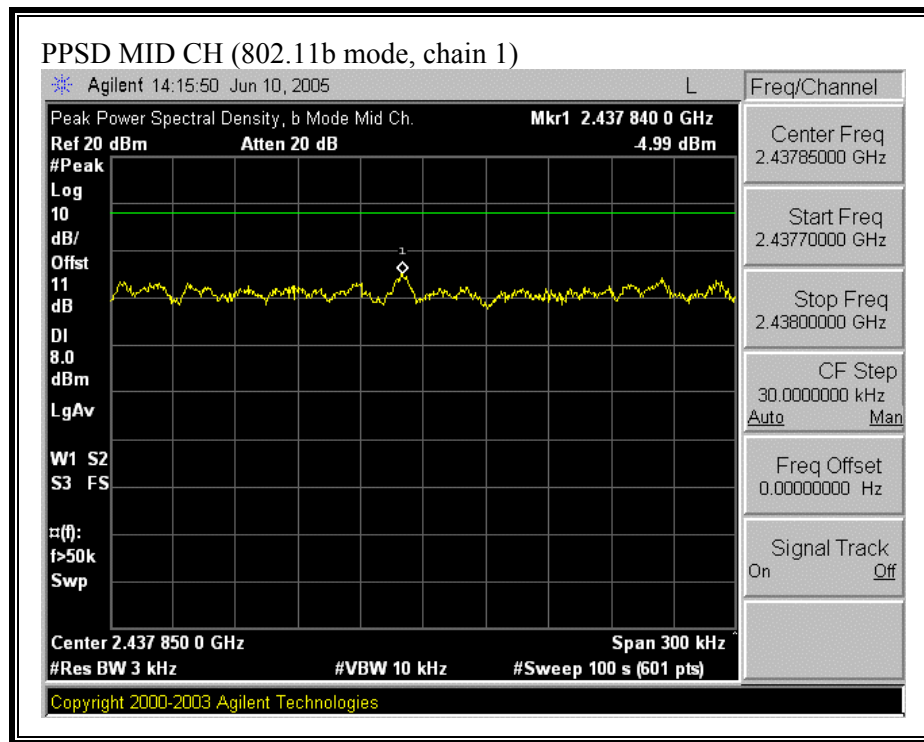 PPSD MID CH (802.11b mode, chain 1)
Agilent 14:15:50 Jun 10, 2005 L Freq/Channel
Peak Power Spectral Density, b Mode Mid Ch. Mkr1 2.437 840 0 GHz
Ref 20 dBm Atten 20 dB -4.99 dBm
#Peak
Log
10
dB/
Offst
11
dB
DI
8.0
dBm
LgAv
W1 S2
S3 FS
¤(f):
f>50k
Swp
1
Center 2.437 850 0 GHz Span 300 kHz
#Res BW 3 kHz #VBW 10 kHz #Sweep 100 s (601 pts)
Center Freq
2.43785000 GHz
Start Freq
2.43770000 GHz
Stop Freq
2.43800000 GHz
CF Step
30.0000000 kHz
Auto Man
Freq Offset
0.00000000 Hz
Signal Track
On Off
Copyright 2000-2003 Agilent Technologies